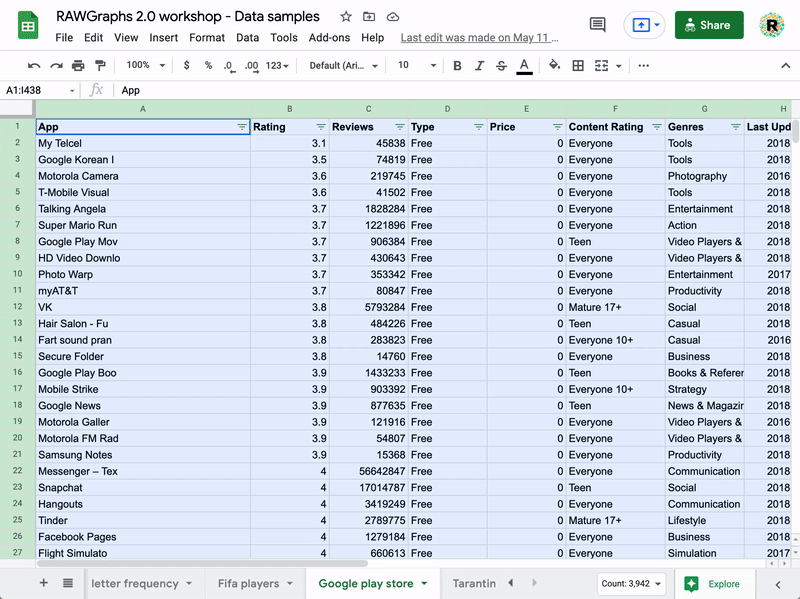 RAWGraphs 2.0 workshop - Data samples
File Edit View Insert Format Data Tools Add-ons Help Last edit was made on May 11 ...
Share
100% $ % .0 .00 123 Default (Ari... 10 B I S A
A1:I438 fx App
A B C D E F G H
1 App Rating Reviews Type Price Content Rating Genres Last Upd
2 My Telcel 3.1 45838 Free 0 Everyone Tools 2018
3 Google Korean I 3.5 74819 Free 0 Everyone Tools 2018
4 Motorola Camera 3.6 219745 Free 0 Everyone Photography 2016
5 T-Mobile Visual 3.6 41502 Free 0 Everyone Tools 2018
6 Talking Angela 3.7 1828284 Free 0 Everyone Entertainment 2018
7 Super Mario Run 3.7 1221896 Free 0 Everyone Action 2018
8 Google Play Mov 3.7 906384 Free 0 Teen Video Players & 2018
9 HD Video Downlo 3.7 430643 Free 0 Everyone Video Players & 2018
10 Photo Warp 3.7 353342 Free 0 Everyone Entertainment 2017
11 myAT&T 3.7 80847 Free 0 Everyone Productivity 2018
12 VK 3.8 5793284 Free 0 Mature 17+ Social 2018
13 Hair Salon - Fu 3.8 484226 Free 0 Teen Casual 2018
14 Fart sound pran 3.8 283823 Free 0 Everyone 10+ Casual 2016
15 Secure Folder 3.8 14760 Free 0 Everyone Business 2018
16 Google Play Boo 3.9 1433233 Free 0 Teen Books & Referer 2018
17 Mobile Strike 3.9 903392 Free 0 Everyone 10+ Strategy 2018
18 Google News 3.9 877635 Free 0 Teen News & Magazir 2018
19 Motorola Galler 3.9 121916 Free 0 Everyone Video Players & 2016
20 Motorola FM Rad 3.9 54807 Free 0 Everyone Video Players & 2018
21 Samsung Notes 3.9 15368 Free 0 Everyone Productivity 2018
22 Messenger – Tex 4 56642847 Free 0 Everyone Communication 2018
23 Snapchat 4 17014787 Free 0 Teen Social 2018
24 Hangouts 4 3419249 Free 0 Everyone Communication 2018
25 Tinder 4 2789775 Free 0 Mature 17+ Lifestyle 2018
26 Facebook Pages 4 1279184 Free 0 Everyone Business 2018
27 Flight Simulato 4 660613 Free 0 Everyone Simulation 2017
letter frequency Fifa players Google play store Tarantin Count: 3,942 Explore